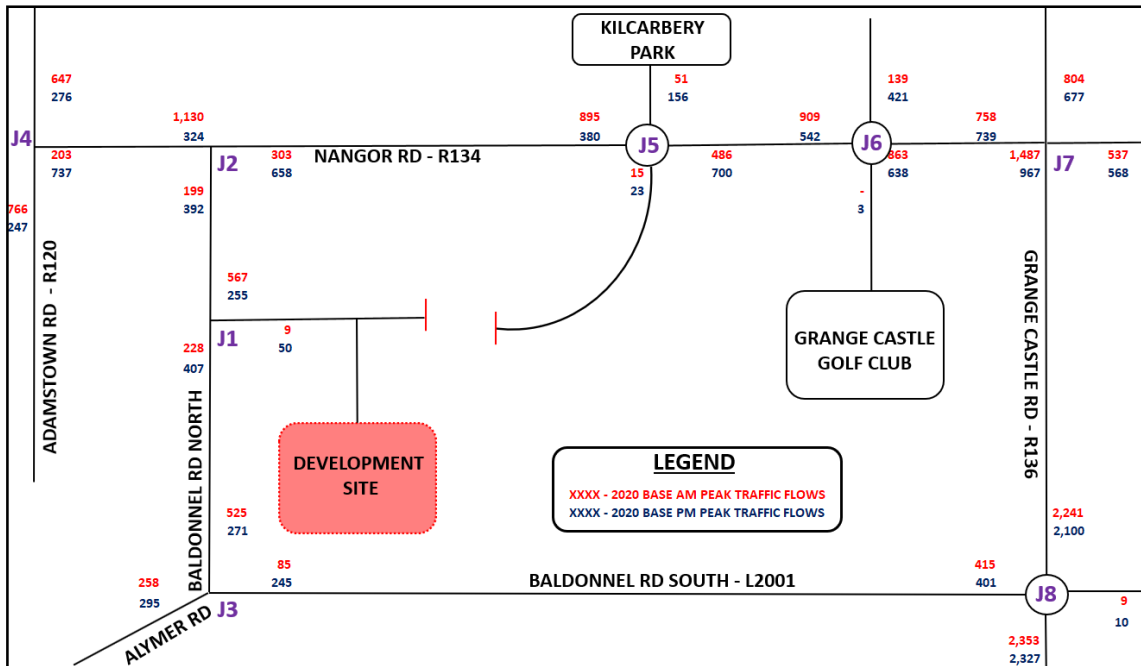 KILCARBERY
PARK
647
276
51
156
139
421
804
677
1,130
324
895
380
909
542
758
739
J4
J5
J6
203
737
J2
303
658
NANGOR RD - R134
15
23
486
700
863
638
1,487
967
J7
537
568
199
392
-
3
766
247
ADAMSTOWN RD - R120
567
255
J1
9
50
228
407
GRANGE CASTLE
GOLF CLUB
GRANGE CASTLE RD - R136
BALDONNEL RD NORTH
DEVELOPMENT
SITE
LEGEND
XXXX - 2020 BASE AM PEAK TRAFFIC FLOWS
XXXX - 2020 BASE PM PEAK TRAFFIC FLOWS
525
271
2,241
2,100
85
245
BALDONNEL RD SOUTH - L2001
415
401
258
295
J3
ALYMER RD
J8
9
10
2,353
2,327